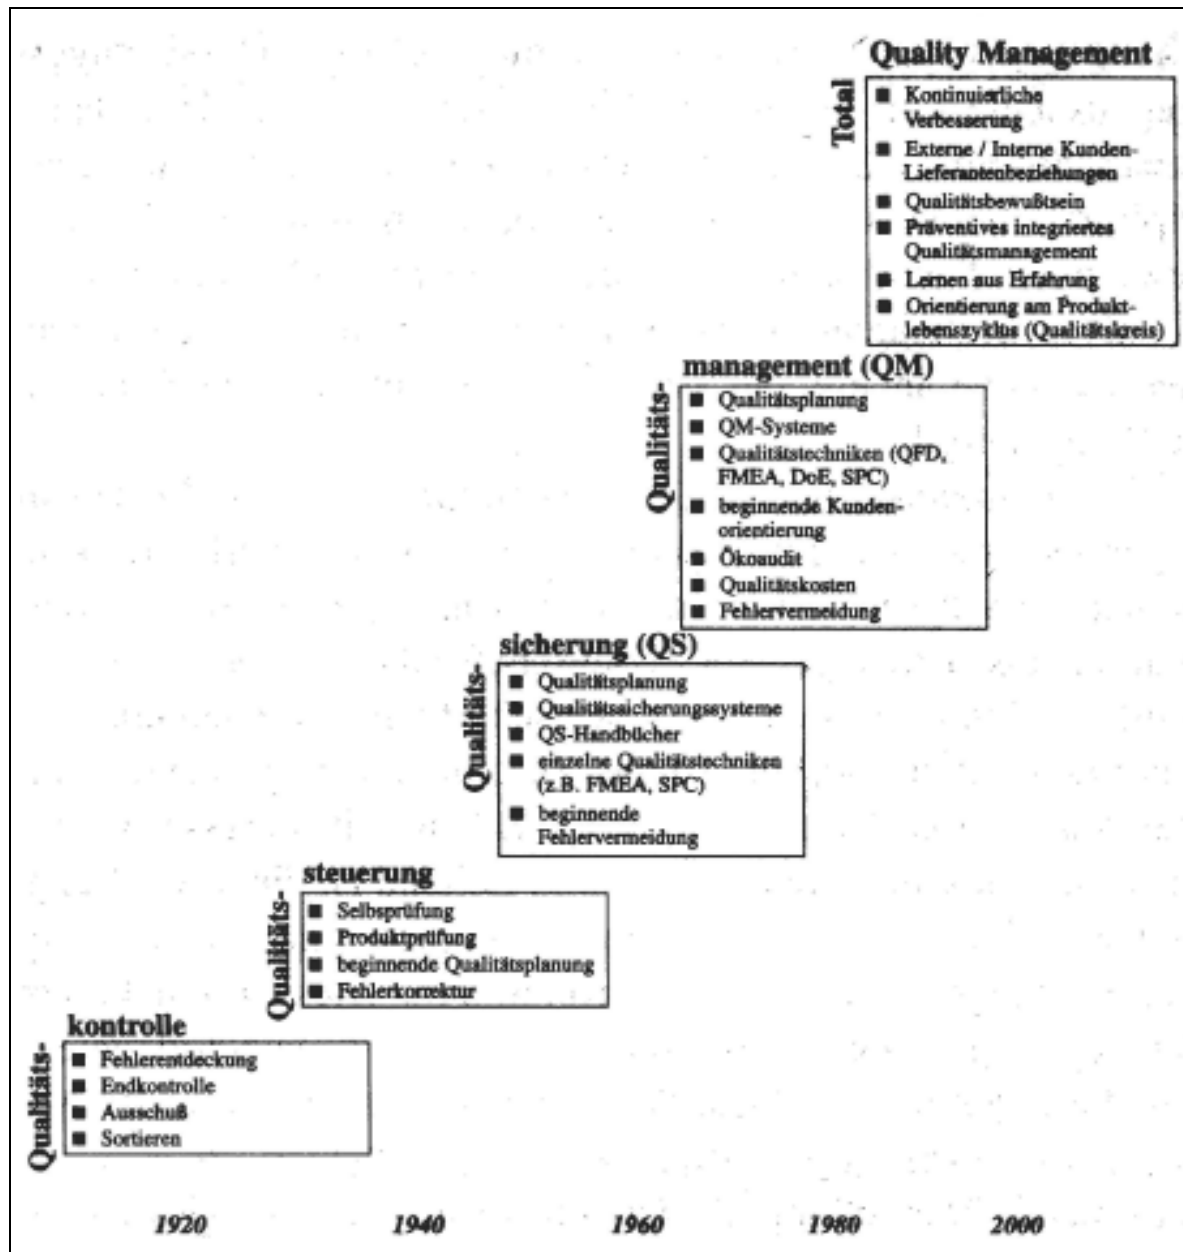 Quality Management
Total
■ Kontinuierliche
Verbesserung
■ Externe / Interne Kunden-
Lieferantenbeziehungen
■ Qualitätsbewußtsein
■ Präventives integriertes
Qualitätsmanagement
■ Lernen aus Erfahrung
■ Orientierung am Produkt-
lebenszyklus (Qualitätskreis)
management (QM)
Qualitäts-
■ Qualitätsplanung
■ QM-Systeme
■ Qualitätstechniken (QFD,
FMEA, DoE, SPC)
■ beginnende Kunden-
orientierung
■ Ökoaudit
■ Qualitätskosten
■ Fehlervermeidung
sicherung (QS)
Qualitäts-
■ Qualitätsplanung
■ Qualitätssicherungssysteme
■ QS-Handbücher
■ einzelne Qualitätstechniken
(z.B. FMEA, SPC)
■ beginnende
Fehlervermeidung
steuerung
Qualitäts-
■ Selbsprüfung
■ Produktprüfung
■ beginnende Qualitätsplanung
■ Fehlerkorrektur
kontrolle
Qualitäts-
■ Fehlerentdeckung
■ Endkontrolle
■ Ausschuß
■ Sortieren
1920 1940 1960 1980 2000